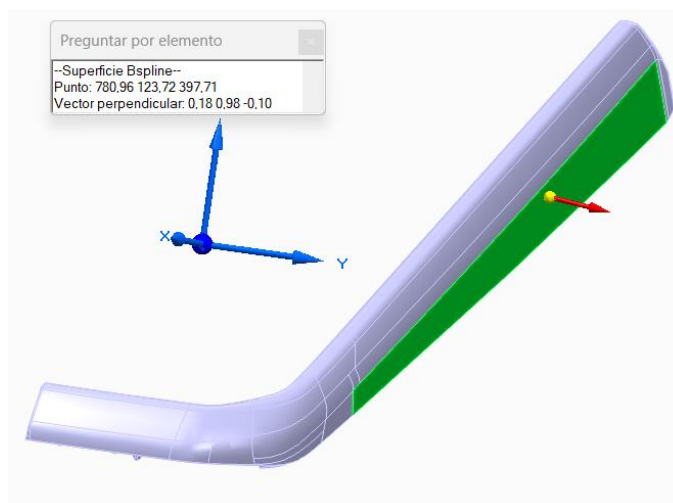 Preguntar por elemento
--Superficie Bspline--
Punto: 780,96 123,72 397,71
Vector perpendicular: 0,18 0,98 -0,10
X
Y